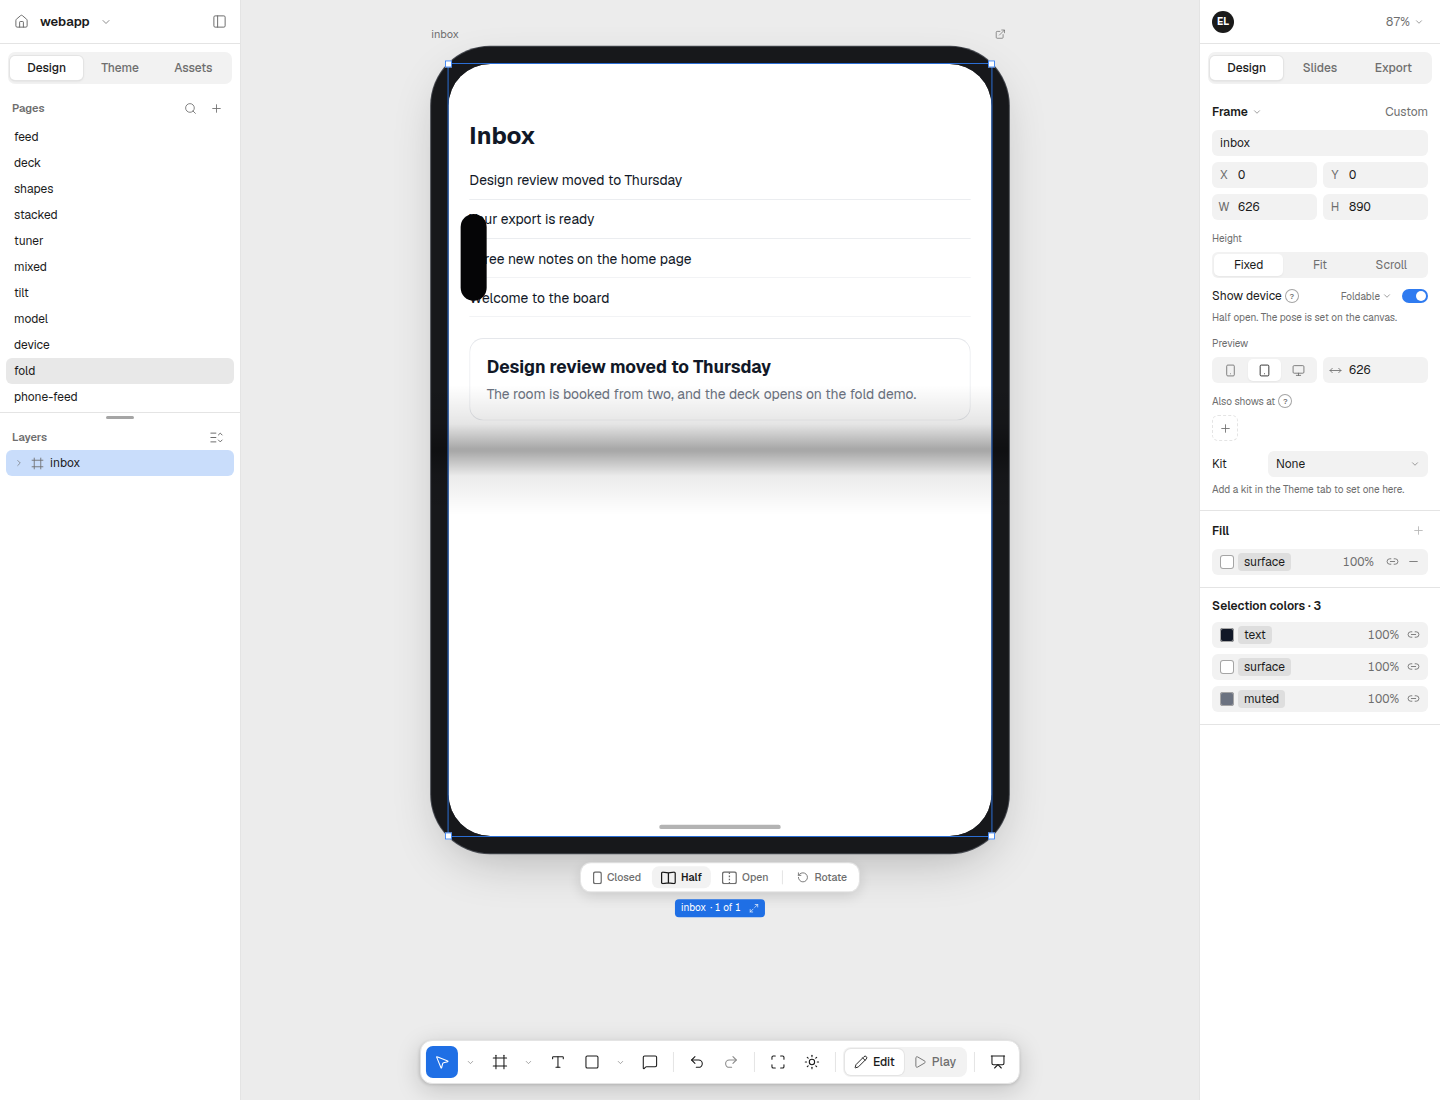 webapp
Design Theme Assets
Pages
feed
deck
shapes
stacked
tuner
mixed
tilt
model
device
fold
phone-feed
Layers
inbox
inbox
Inbox
Design review moved to Thursday
ur export is ready
ree new notes on the home page
elcome to the board
Design review moved to Thursday
The room is booked from two, and the deck opens on the fold demo.
Closed Half Open Rotate
inbox · 1 of 1
Edit Play
EL 87%
Design Slides Export
Frame Custom
inbox
X 0 Y 0
W 626 H 890
Height
Fixed Fit Scroll
Show device ? Foldable
Half open. The pose is set on the canvas.
Preview
626
Also shows at ?
Kit None
Add a kit in the Theme tab to set one here.
Fill
surface 100%
Selection colors · 3
text 100%
surface 100%
muted 100%